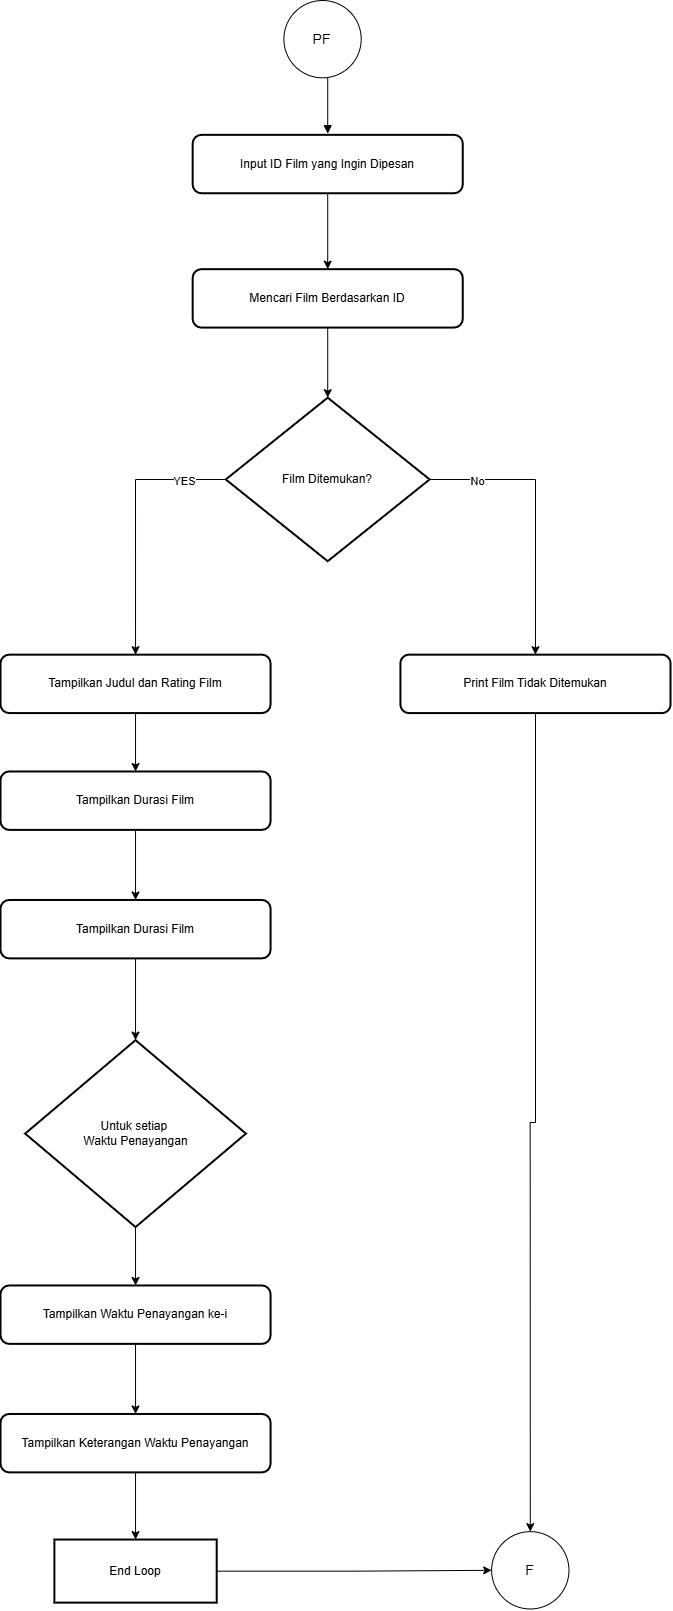 PF
Input ID Film yang Ingin Dipesan
Mencari Film Berdasarkan ID
Film Ditemukan?
YES
No
Tampilkan Judul dan Rating Film
Print Film Tidak Ditemukan
Tampilkan Durasi Film
Tampilkan Durasi Film
Untuk setiap
Waktu Penayangan
Tampilkan Waktu Penayangan ke-i
Tampilkan Keterangan Waktu Penayangan
End Loop
F